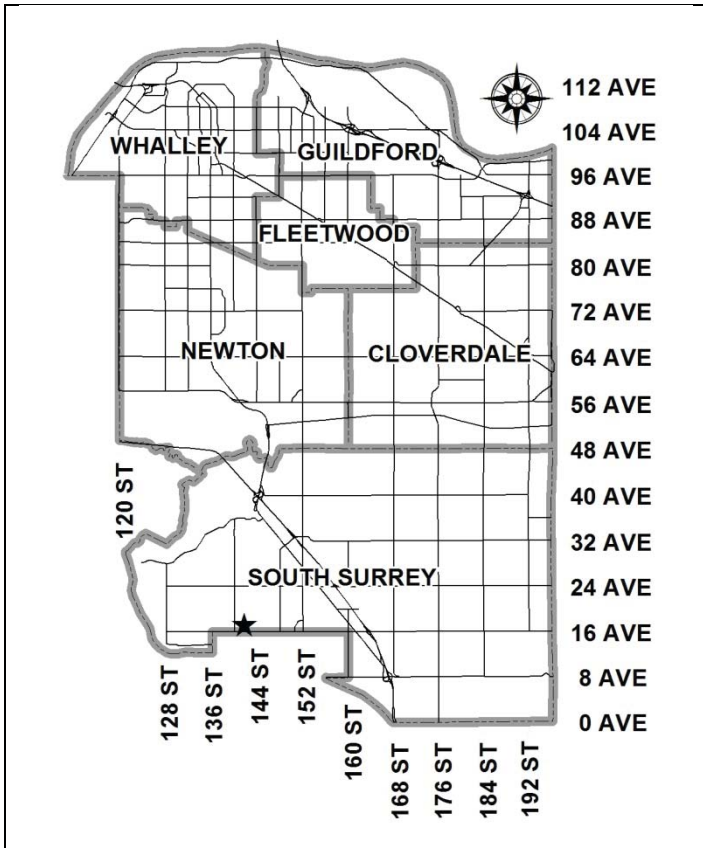 112 AVE
104 AVE
WHALLEY
GUILDFORD
96 AVE
88 AVE
FLEETWOOD
80 AVE
72 AVE
NEWTON
CLOVERDALE
64 AVE
56 AVE
48 AVE
120 ST
40 AVE
32 AVE
SOUTH SURREY
24 AVE
16 AVE
128 ST
136 ST
144 ST
152 ST
160 ST
8 AVE
168 ST
176 ST
184 ST
192 ST
0 AVE